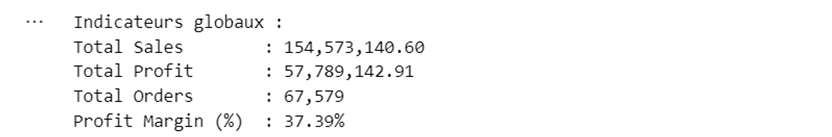 ... Indicateurs globaux :
Total Sales : 154,573,140.60
Total Profit : 57,789,142.91
Total Orders : 67,579
Profit Margin (%) : 37.39%